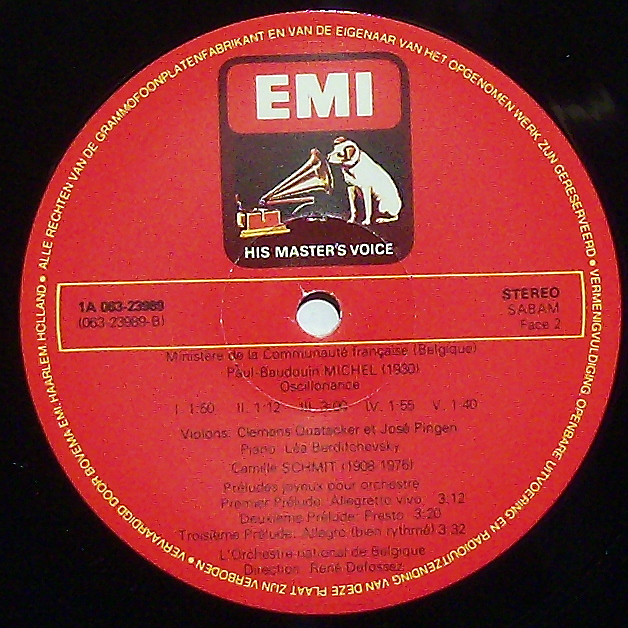 ALLE RECHTEN VAN DE GRAMMOFOONPLATENFABRIKANT EN VAN DE EIGENAAR VAN HET OPGENOMEN WERK ZIJN GERESERVEERD • VERMENIGVULDIGING OPENBARE UITVOERING EN RADIOUITZENDING VAN DEZE PLAAT ZIJN VERBODEN • VERVAARDIGD DOOR BOVEMA EMI, HAARLEM HOLLAND •
EMI
HIS MASTER'S VOICE
1A 063-23989
(063-23989-B)
STEREO
SABAM
Face 2
Ministère de la Communauté française (Belgique)
Paul-Baudouin MICHEL (1930)
Oscillonance
I. 1·50 II. 1·12 III. 3·00 IV. 1·55 V. 1·40
Violons: Clemens Quatacker et José Pingen
Piano: Léa Berditchevsky
Camille SCHMIT (1908-1976)
Préludes joyeux pour orchestre
Premier Prélude: Allegretto vivo 3:12
Deuxième Prélude: Presto 3:20
Troisième Prélude: Allegro (bien rythmé) 3:32
L'Orchestre national de Belgique
Direction: René Defossez